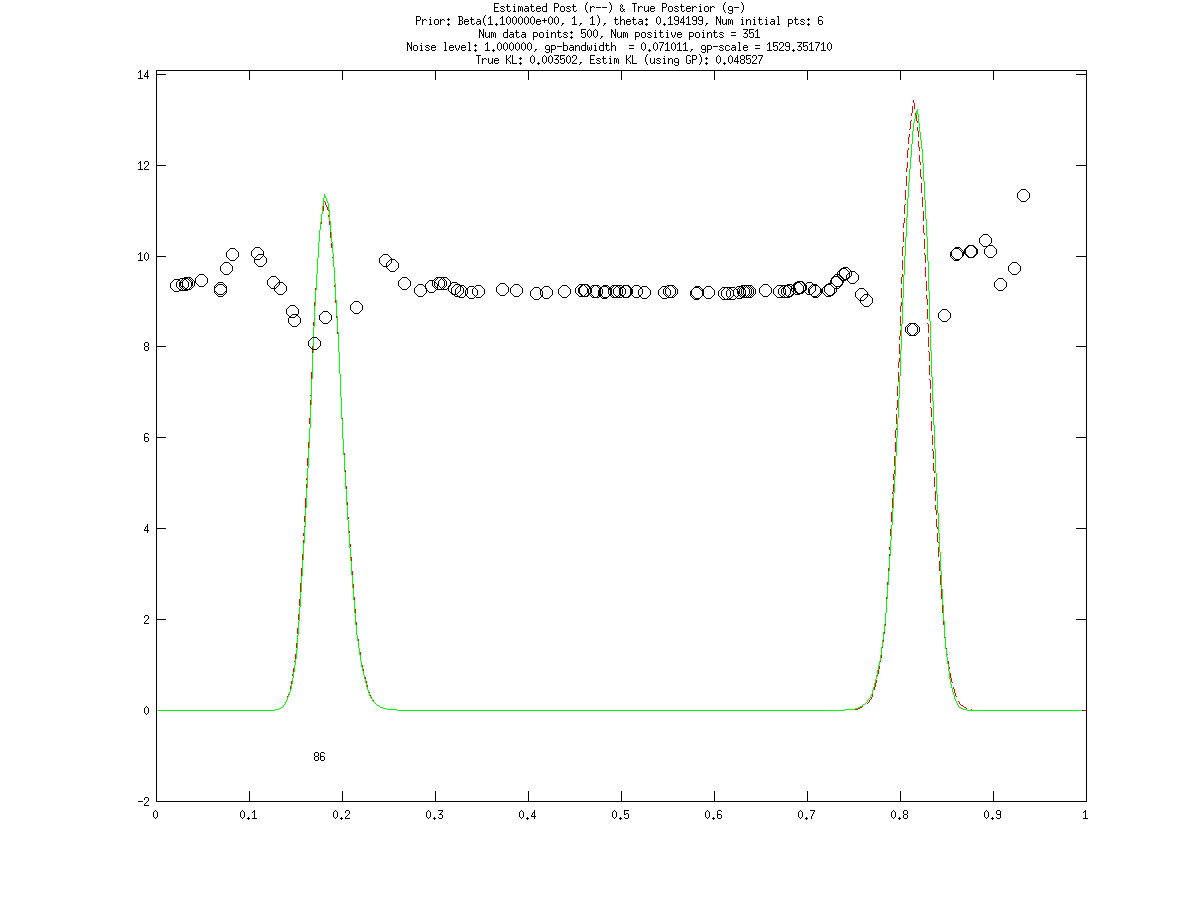 Estimated Post (r--) & True Posterior (g-)
Prior: Beta(1.100000e+00, 1, 1), theta: 0.194199, Num initial pts: 6
Num data points: 500, Num positive points = 351
Noise level: 1.000000, gp-bandwidth  = 0.071011, gp-scale = 1529.351710
True KL: 0.003502, Estim KL (using GP): 0.048527
14
12
10
8
6
4
2
0
86
-2
0 0.1 0.2 0.3 0.4 0.5 0.6 0.7 0.8 0.9 1